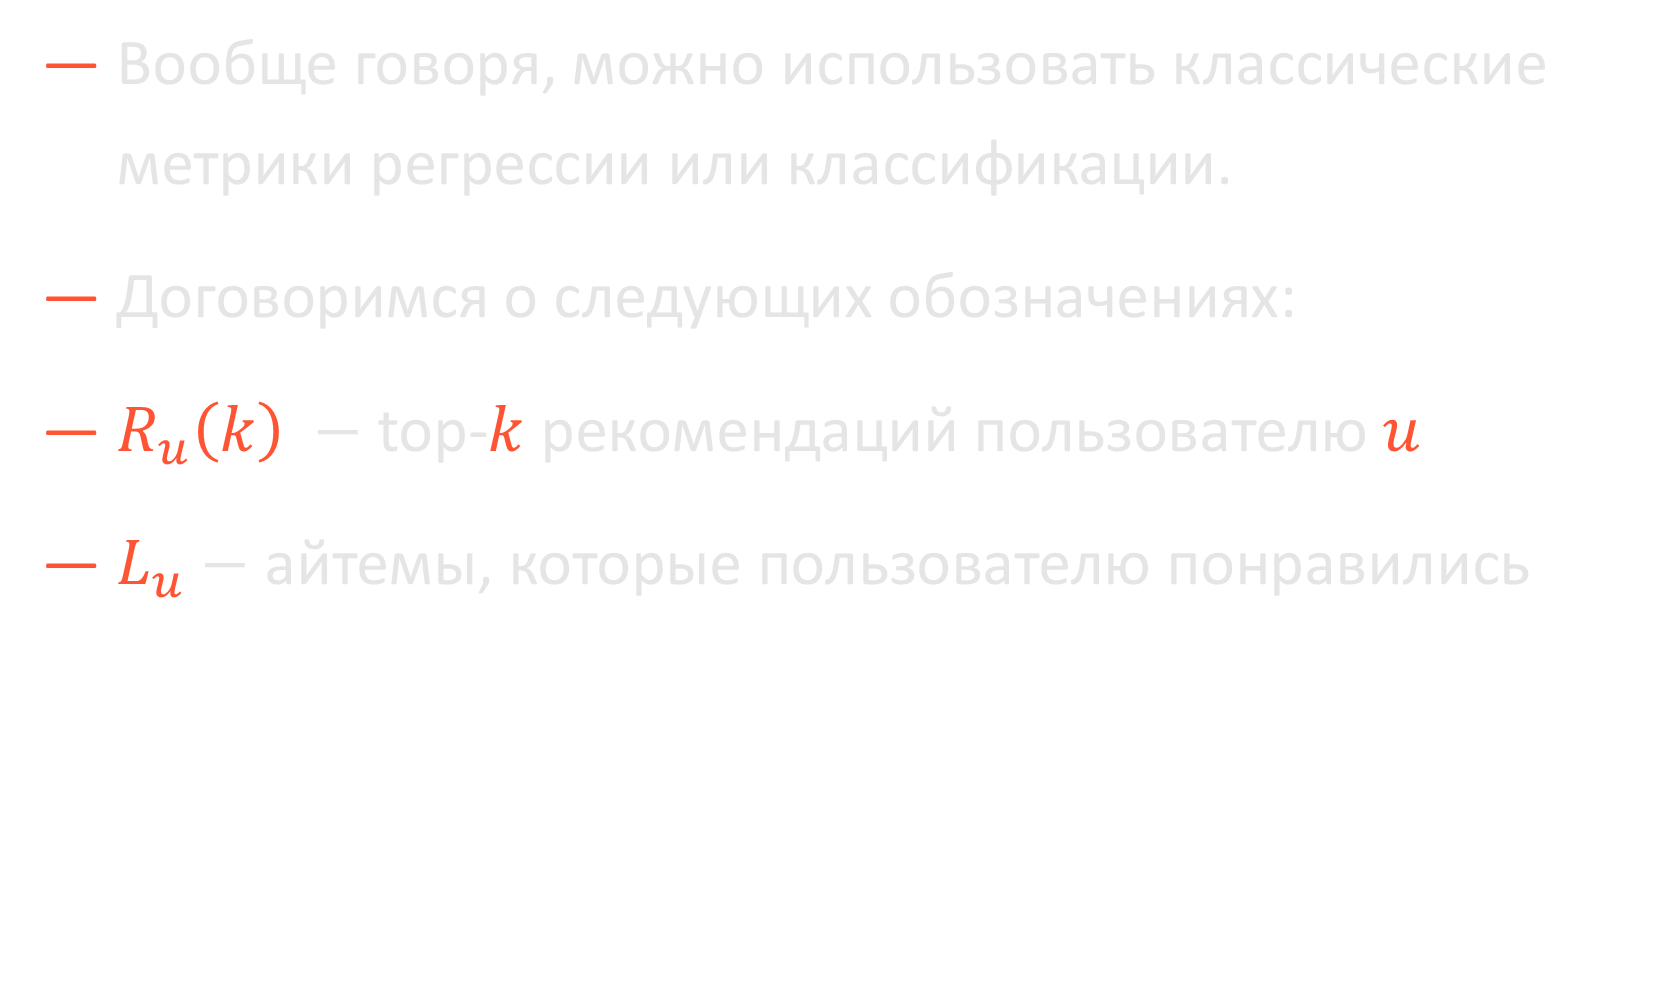 — Вообще говоря, можно использовать классические
метрики регрессии или классификации.
— Договоримся о следующих обозначениях:
— R_u(k) — top-k рекомендаций пользователю u
— L_u — айтемы, которые пользователю понравились